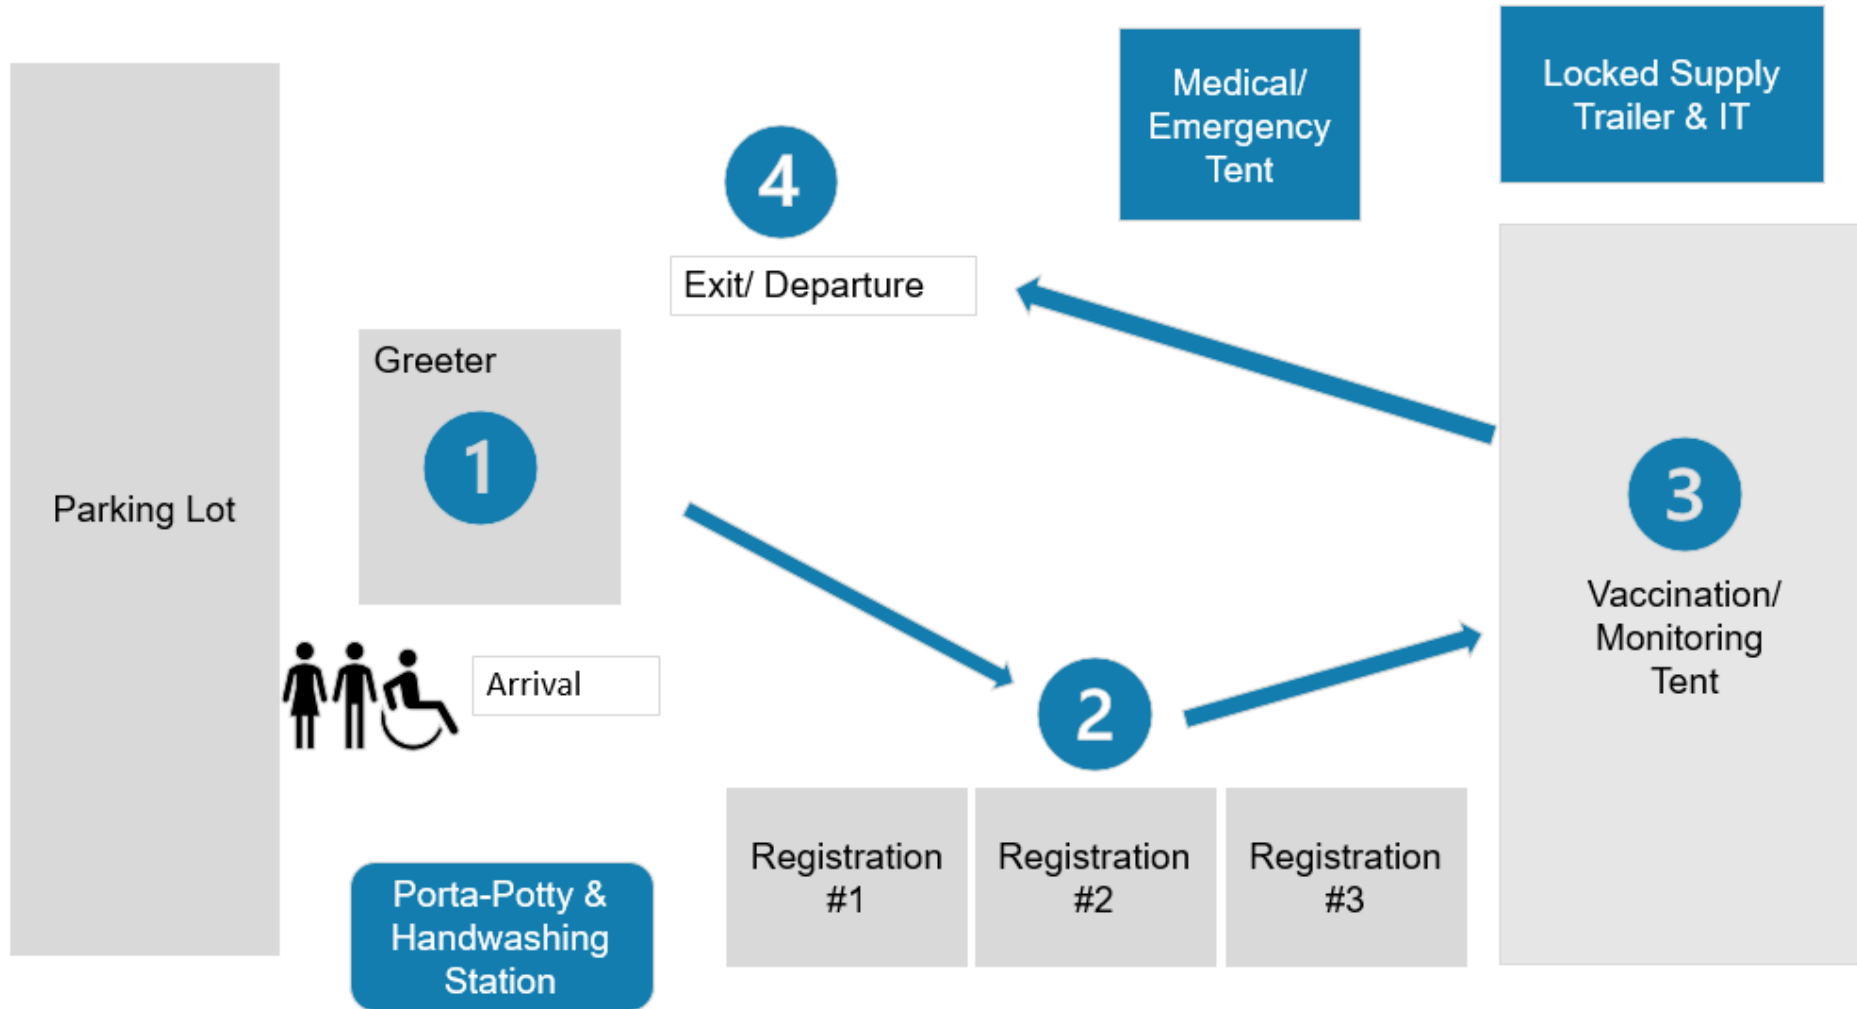 Medical/
Emergency
Tent
Locked Supply
Trailer & IT
4
Exit/ Departure
Greeter
1
Parking Lot
3
Vaccination/
Monitoring
Tent
Arrival
2
Registration
#1
Registration
#2
Registration
#3
Porta-Potty &
Handwashing
Station